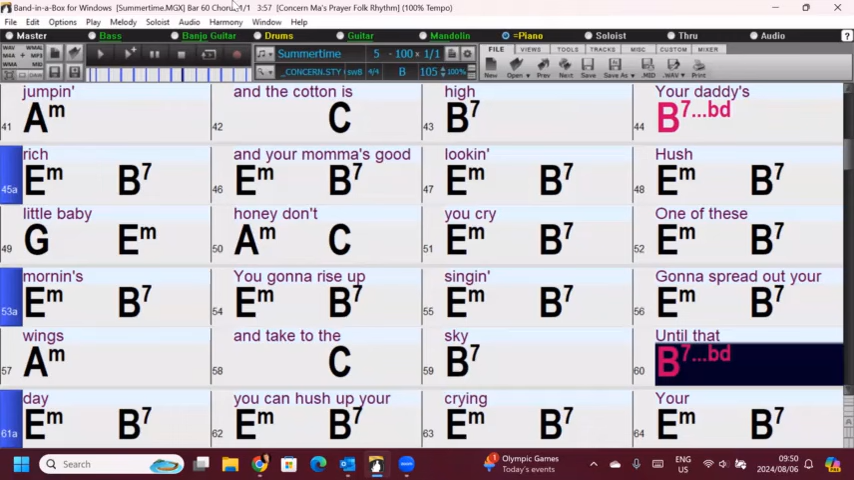 Band-in-a-Box for Windows [Summertime.MGX] Bar 60 Chorus 1/1 3:57 [Concern Ma's Prayer Folk Rhythm] (100% Tempo)
File Edit Options Play Melody Soloist Audio Harmony Window Help
Master Bass Banjo Guitar Drums Guitar Mandolin =Piano Soloist Thru Audio ?
Summertime 5 - 100 x 1/1
_CONCERN.STY sw8 4/4 B 105 100%
FILE VIEWS TOOLS TRACKS MISC CUSTOM MIXER
New Open Prev Next Save Save As .MID .WAV Print
jumpin' and the cotton is high Your daddy's
41 Am 42 C 43 B7 44 B7...bd
rich and your momma's good lookin' Hush
45a Em B7 46 Em B7 47 Em B7 48 Em B7
little baby honey don't you cry One of these
49 G Em 50 Am C 51 Em B7 52 Em B7
mornin's You gonna rise up singin' Gonna spread out your
53a Em B7 54 Em B7 55 Em B7 56 Em B7
wings and take to the sky Until that
57 Am 58 C 59 B7 60 B7...bd
day you can hush up your crying Your
61a Em B7 62 Em B7 63 Em B7 64 Em B7
Search
Olympic Games
Today's events
ENG
US
09:50
2024/08/06